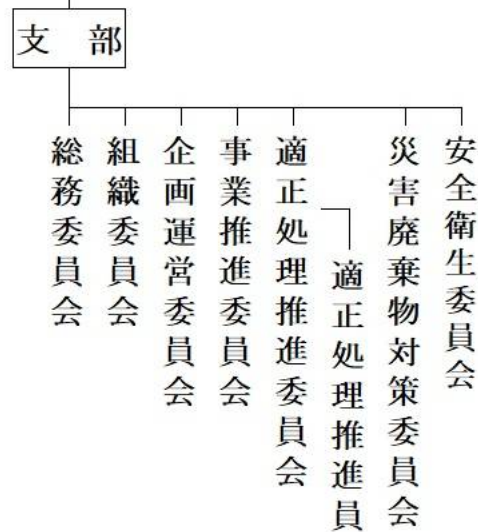 支　部
総務委員会
組織委員会
企画運営委員会
事業推進委員会
適正処理推進委員会
適正処理推進員
災害廃棄物対策委員会
安全衛生委員会